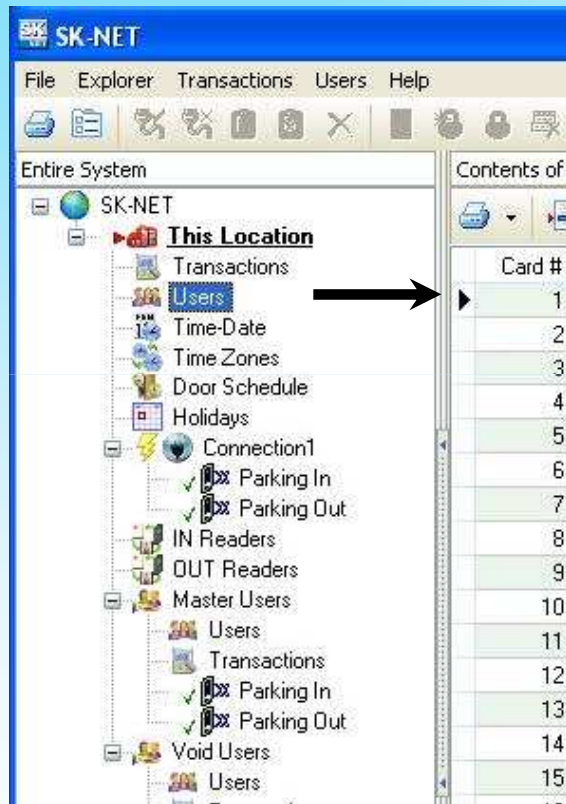 SK-NET
File Explorer Transactions Users Help
Entire System
SK-NET
This Location
Transactions
Users
Time-Date
Time Zones
Door Schedule
Holidays
Connection1
Parking In
Parking Out
IN Readers
OUT Readers
Master Users
Users
Transactions
Parking In
Parking Out
Void Users
Users
Contents of
Card #
1
2
3
4
5
6
7
8
9
10
11
12
13
14
15